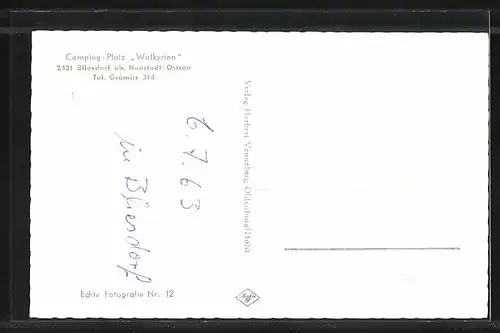 Camping-Platz „Walkyrien"
2431 Bliesdorf üb. Neustadt/Ostsee
Tel. Grömitz 314
6.7.63
in Bliesdorf
Verlag Herbert Venneberg, Oldenburg/Holst.
Echte Fotografie Nr. 12
Agfa